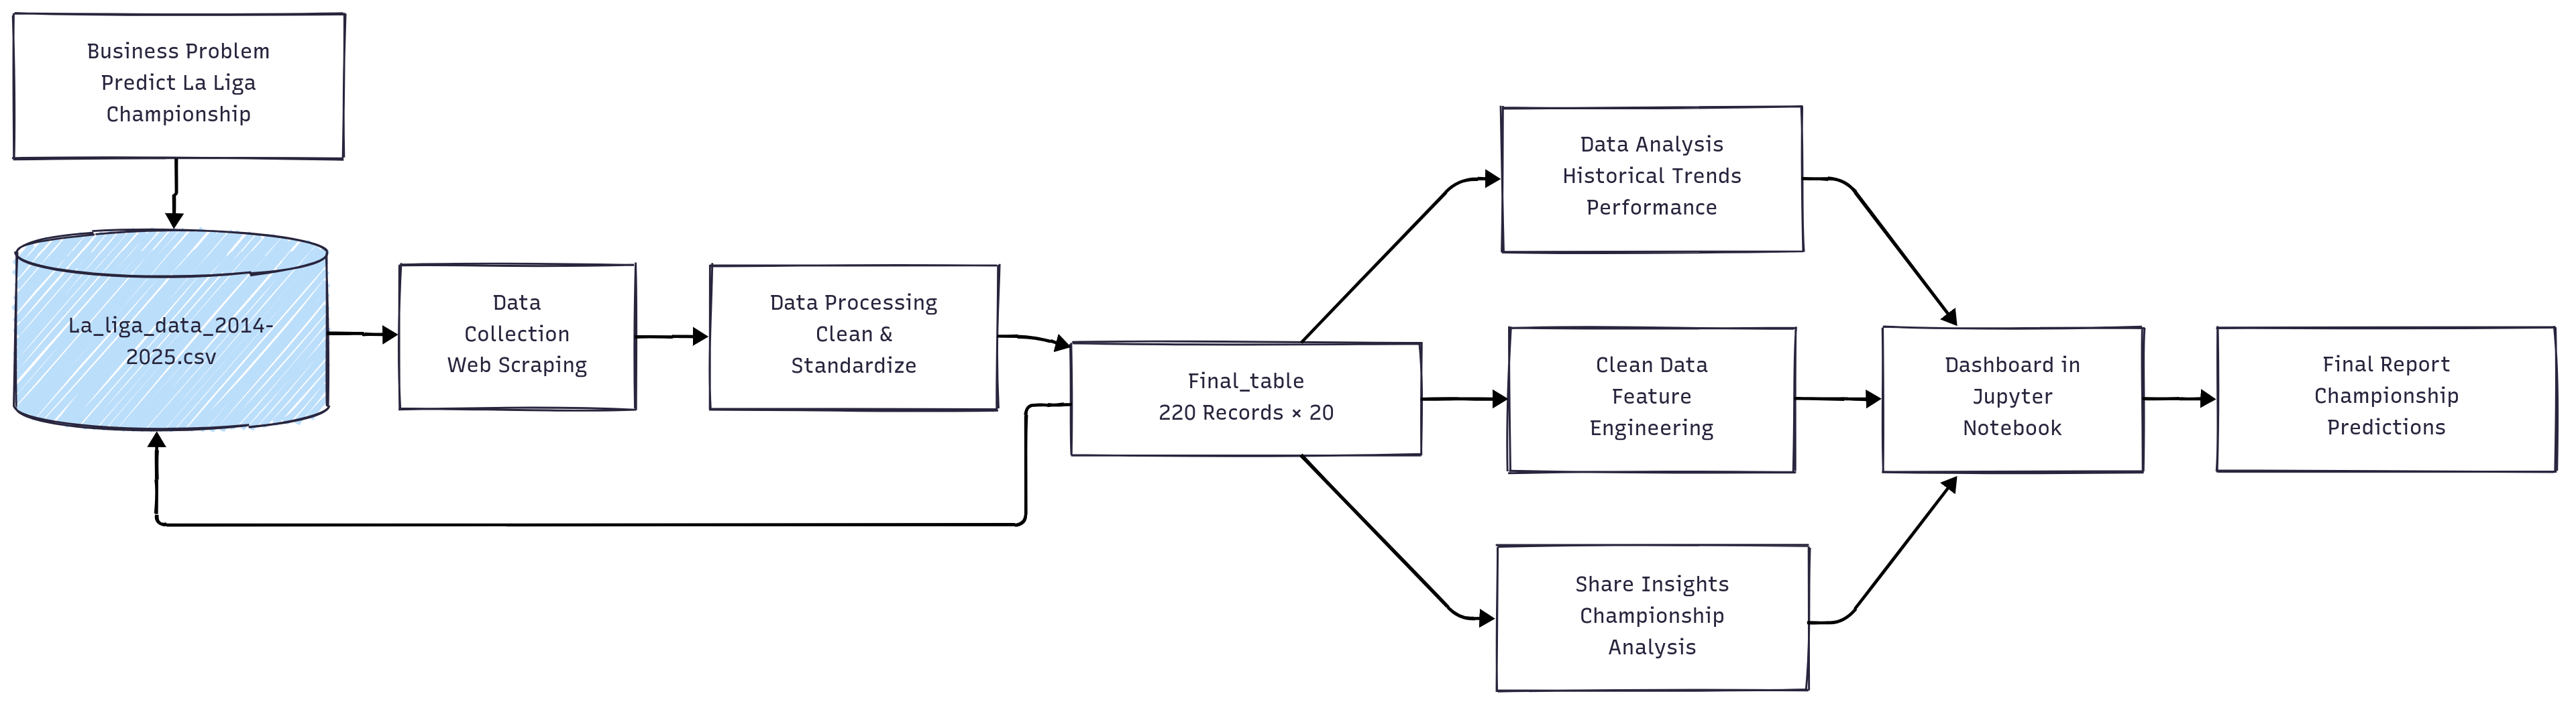 Business Problem
Predict La Liga
Championship
La_liga_data_2014-
2025.csv
Data
Collection
Web Scraping
Data Processing
Clean &
Standardize
Final_table
220 Records × 20
Data Analysis
Historical Trends
Performance
Clean Data
Feature
Engineering
Share Insights
Championship
Analysis
Dashboard in
Jupyter
Notebook
Final Report
Championship
Predictions